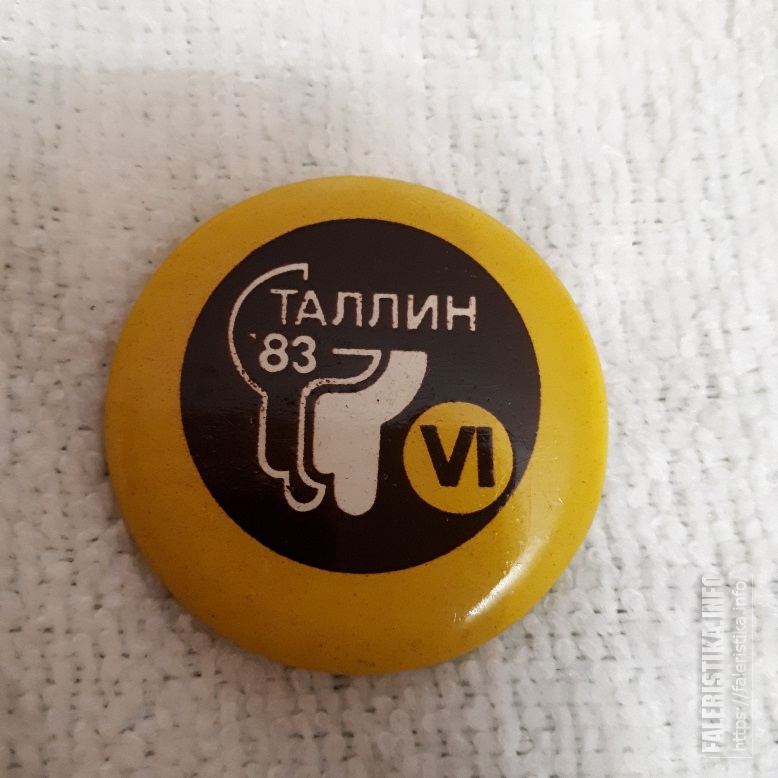 ТАЛЛИН
'83
VI
FALERISTIKA.INFO
https://faleristika.info